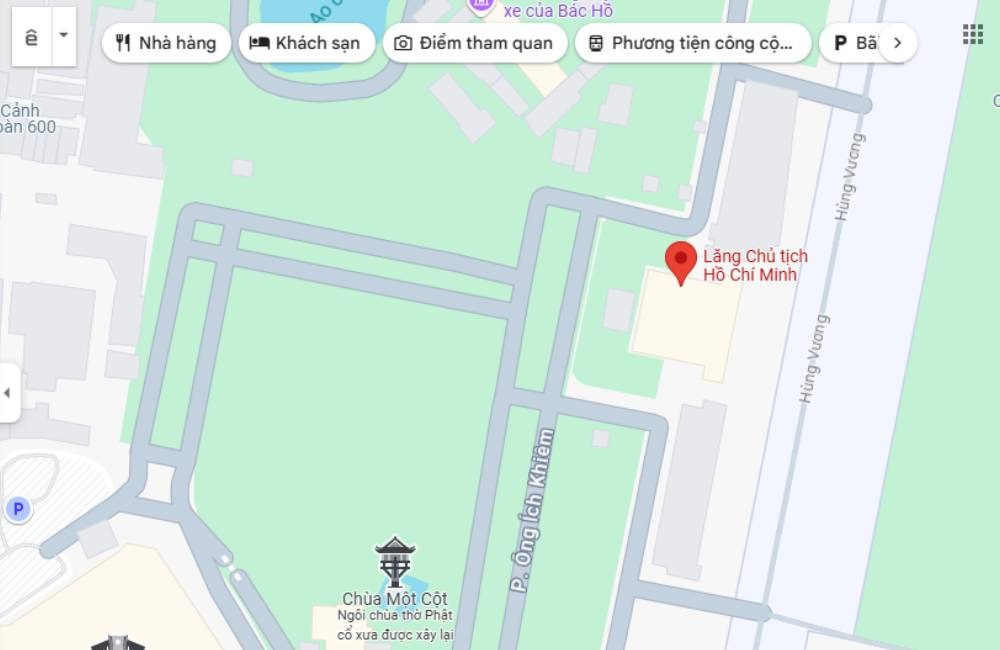 Ao
xe của Bác Hồ
ê
Nhà hàng
Khách sạn
Điểm tham quan
Phương tiện công cộ...
P
Cảnh
600
Hùng Vương
Lăng Chủ tịch
Hồ Chí Minh
Hùng Vương
P. Ông Ích Khiêm
P
Chùa Một Cột
Ngôi chùa thờ Phật
cổ xưa được xây lại